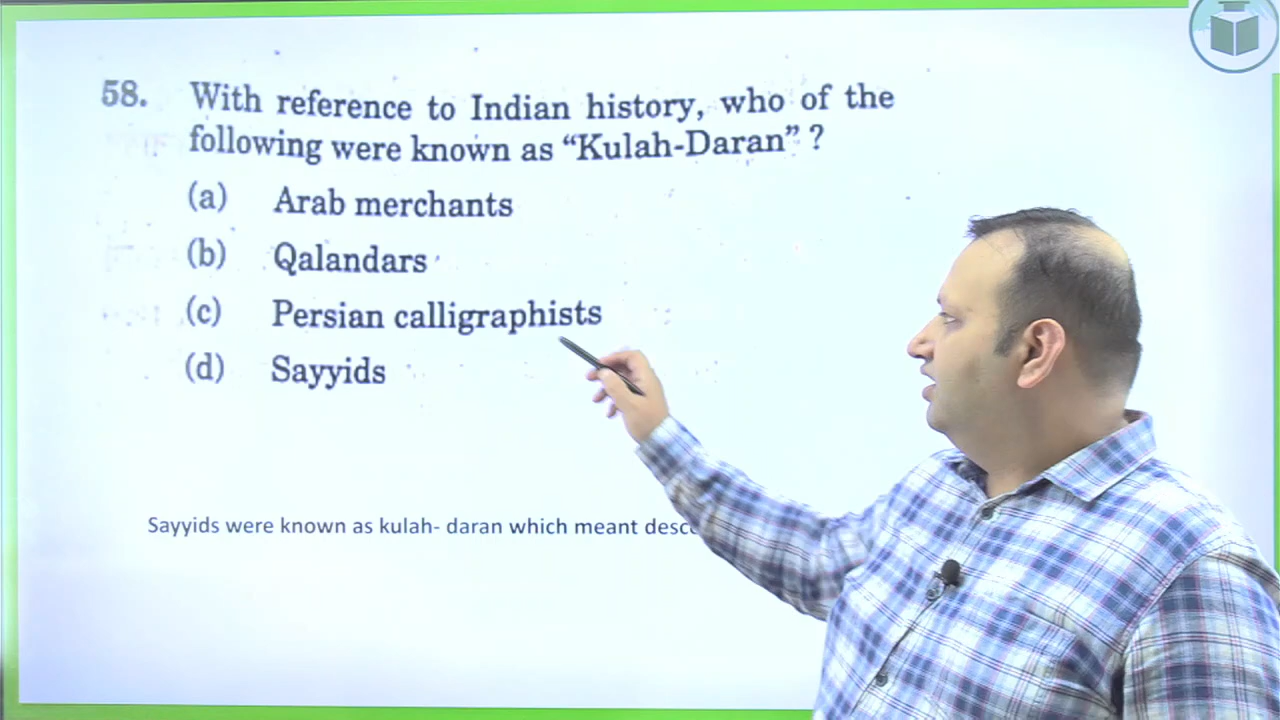 58. With reference to Indian history, who of the
following were known as “Kulah-Daran” ?
(a) Arab merchants
(b) Qalandars
(c) Persian calligraphists
(d) Sayyids
Sayyids were known as kulah- daran which meant